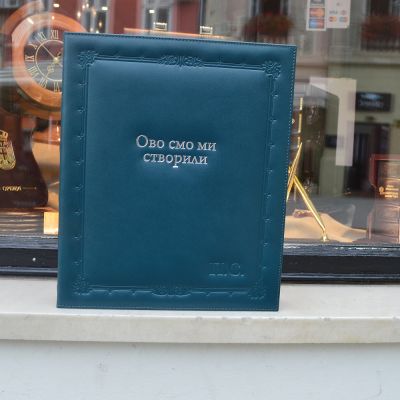 Ово смо ми
створили
П.С.